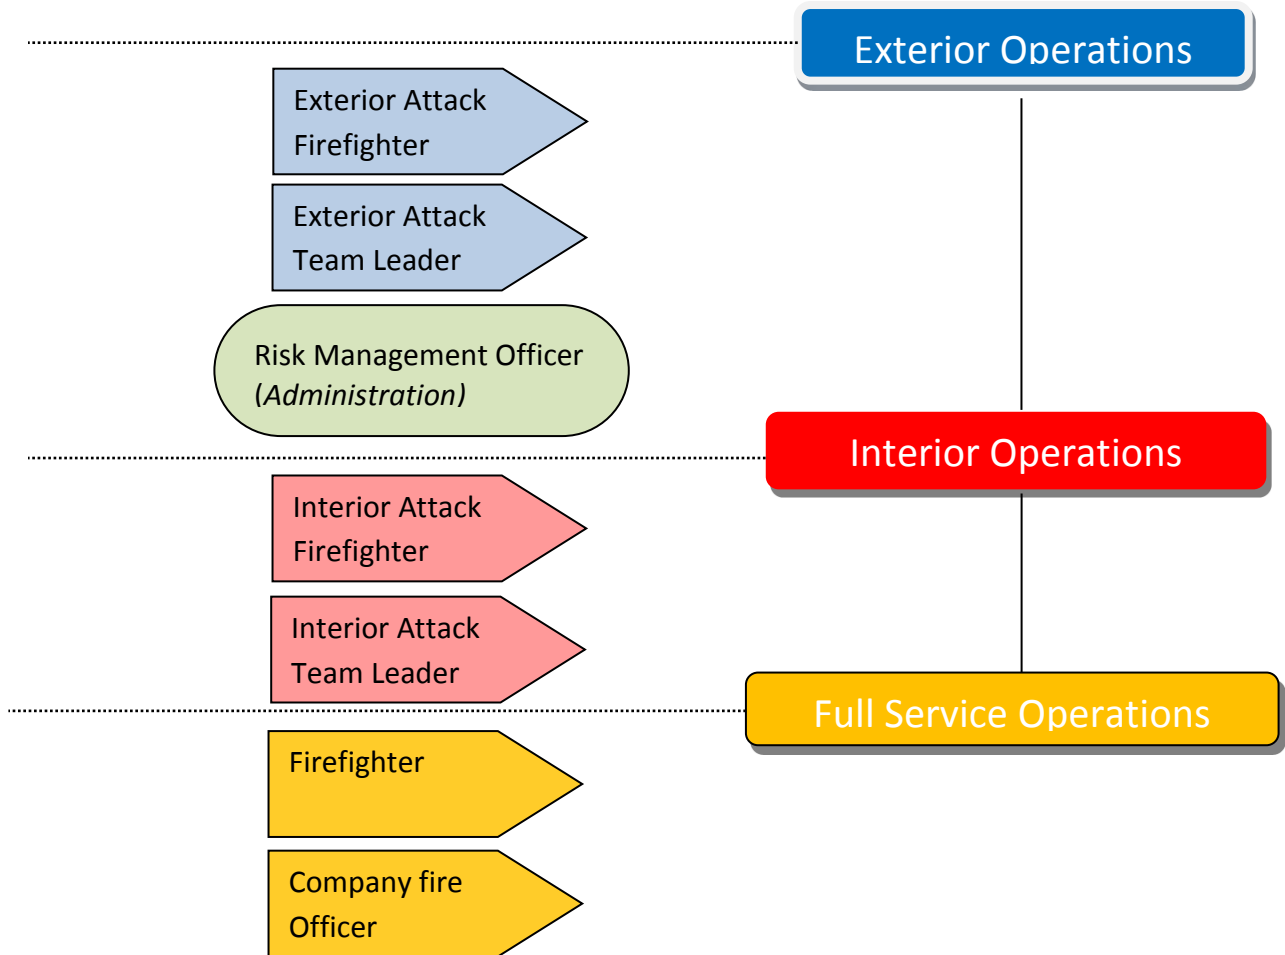 Exterior Operations
Exterior Attack
Firefighter
Exterior Attack
Team Leader
Risk Management Officer
(Administration)
Interior Operations
Interior Attack
Firefighter
Interior Attack
Team Leader
Full Service Operations
Firefighter
Company fire
Officer